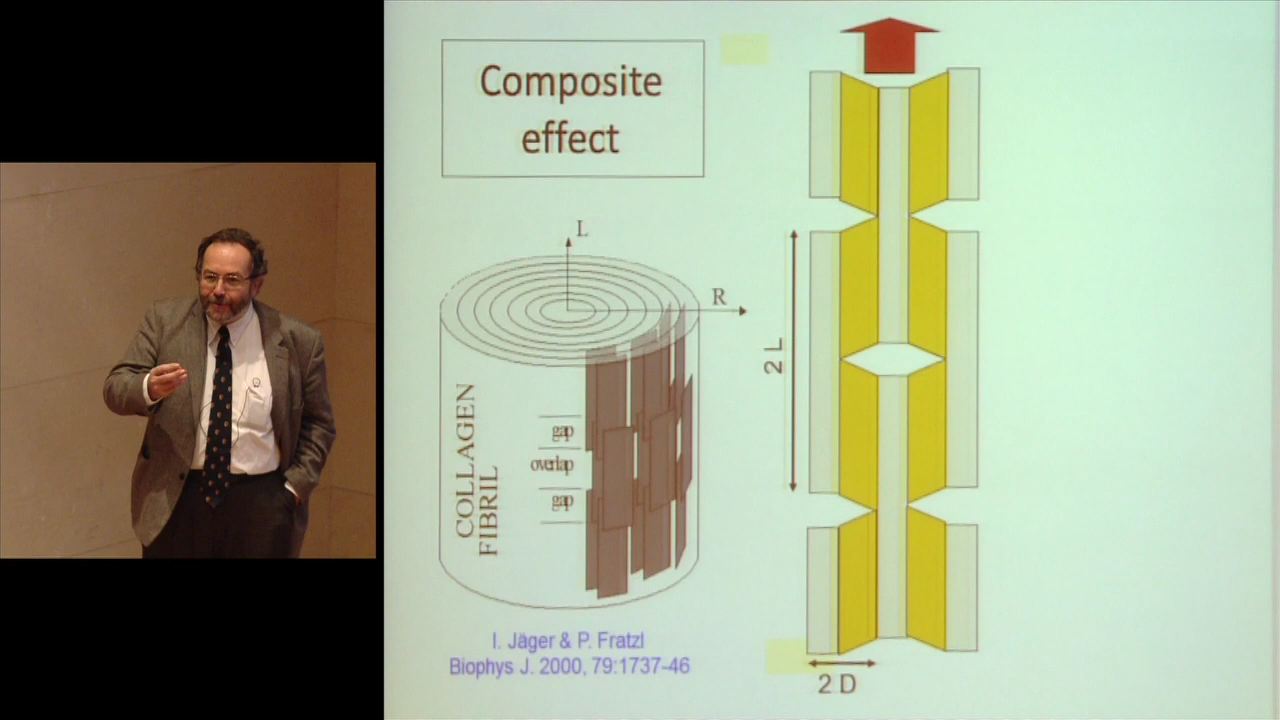 Composite
effect
L
R
COLLAGEN
FIBRIL
gap
overlap
gap
2 L
2 D
I. Jäger & P. Fratzl
Biophys J. 2000, 79:1737-46